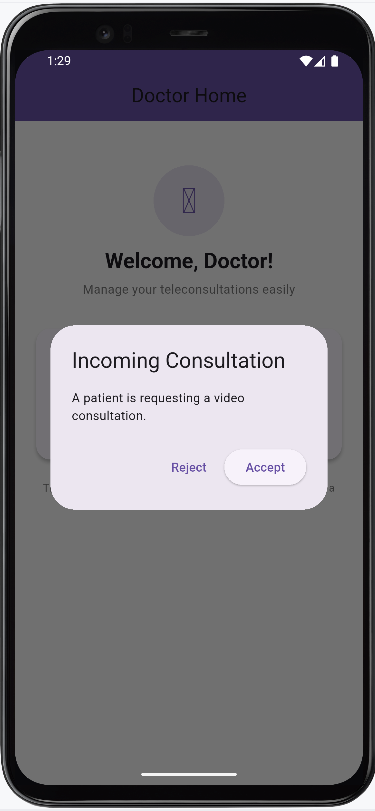 1:29
Doctor Home
Welcome, Doctor!
Manage your teleconsultations easily
Incoming Consultation
A patient is requesting a video
consultation.
Reject Accept